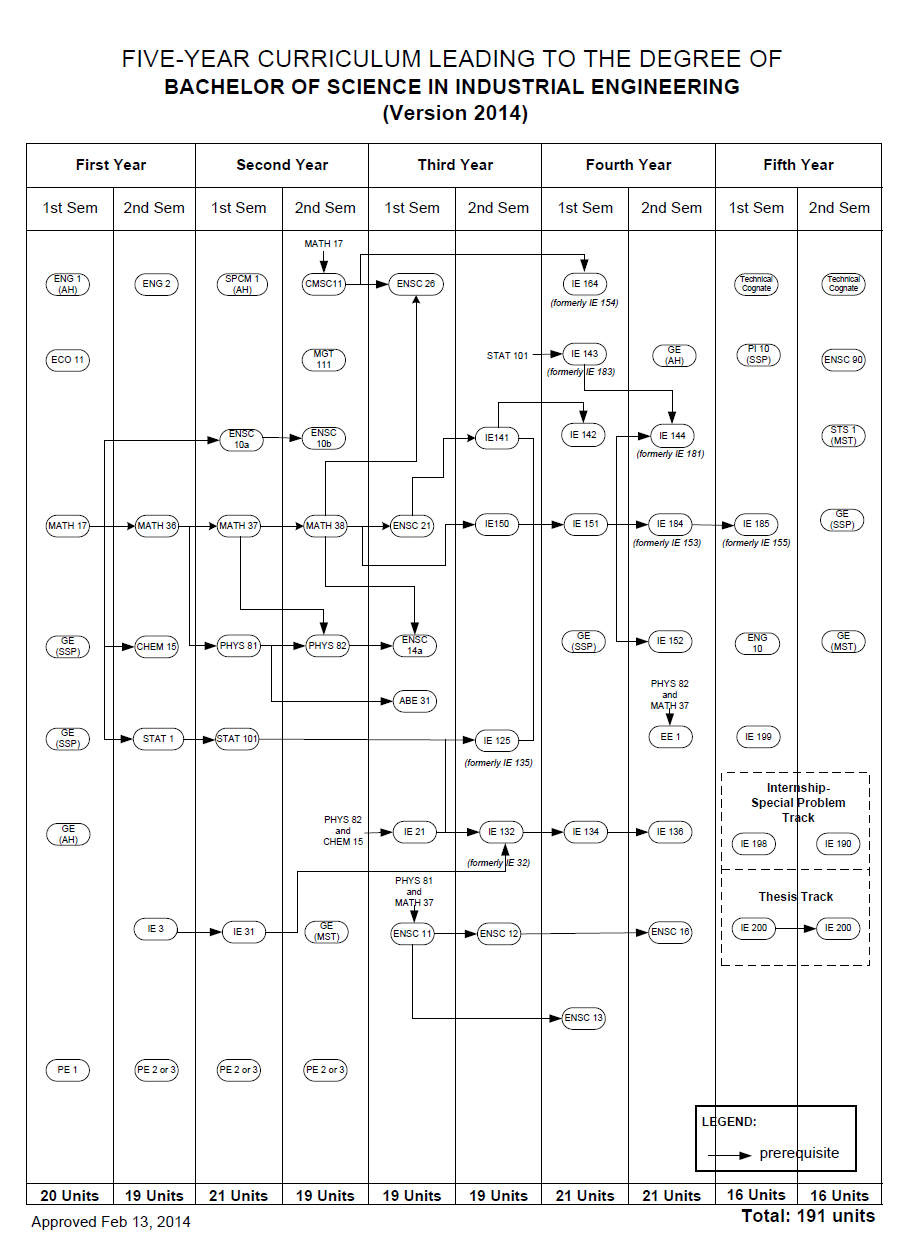 FIVE-YEAR CURRICULUM LEADING TO THE DEGREE OF
BACHELOR OF SCIENCE IN INDUSTRIAL ENGINEERING
(Version 2014)
First Year Second Year Third Year Fourth Year Fifth Year
1st Sem 2nd Sem 1st Sem 2nd Sem 1st Sem 2nd Sem 1st Sem 2nd Sem 1st Sem 2nd Sem
MATH 17
ENG 1
(AH)
ENG 2
SPCM 1
(AH)
CMSC11
ENSC 26
IE 164
(formerly IE 154)
Technical
Cognate
Technical
Cognate
ECO 11
MGT
111
STAT 101
IE 143
(formerly IE 183)
GE
(AH)
PI 10
(SSP)
ENSC 90
ENSC
10a
ENSC
10b
IE141
IE 142
IE 144
(formerly IE 181)
STS 1
(MST)
MATH 17
MATH 36
MATH 37
MATH 38
ENSC 21
IE150
IE 151
IE 184
(formerly IE 153)
IE 185
(formerly IE 155)
GE
(SSP)
GE
(SSP)
CHEM 15
PHYS 81
PHYS 82
ENSC
14a
GE
(SSP)
IE 152
ENG
10
GE
(MST)
ABE 31
PHYS 82
and
MATH 37
GE
(SSP)
STAT 1
STAT 101
IE 125
(formerly IE 135)
EE 1
IE 199
Internship-
Special Problem
Track
GE
(AH)
PHYS 82
and
CHEM 15
IE 21
IE 132
(formerly IE 32)
IE 134
IE 136
IE 198
IE 190
PHYS 81
and
MATH 37
Thesis Track
IE 3
IE 31
GE
(MST)
ENSC 11
ENSC 12
ENSC 16
IE 200
IE 200
ENSC 13
PE 1
PE 2 or 3
PE 2 or 3
PE 2 or 3
LEGEND:
prerequisite
20 Units 19 Units 21 Units 19 Units 19 Units 19 Units 21 Units 21 Units 16 Units 16 Units
Approved Feb 13, 2014
Total: 191 units